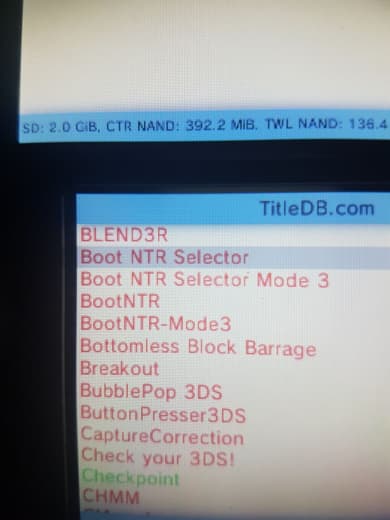 SD: 2.0 GiB, CTR NAND: 392.2 MiB, TWL NAND: 136.4
TitleDB.com
BLEND3R
Boot NTR Selector
Boot NTR Selector Mode 3
BootNTR
BootNTR-Mode3
Bottomless Block Barrage
Breakout
BubblePop 3DS
ButtonPresser3DS
CaptureCorrection
Check your 3DS!
Checkpoint
CHMM